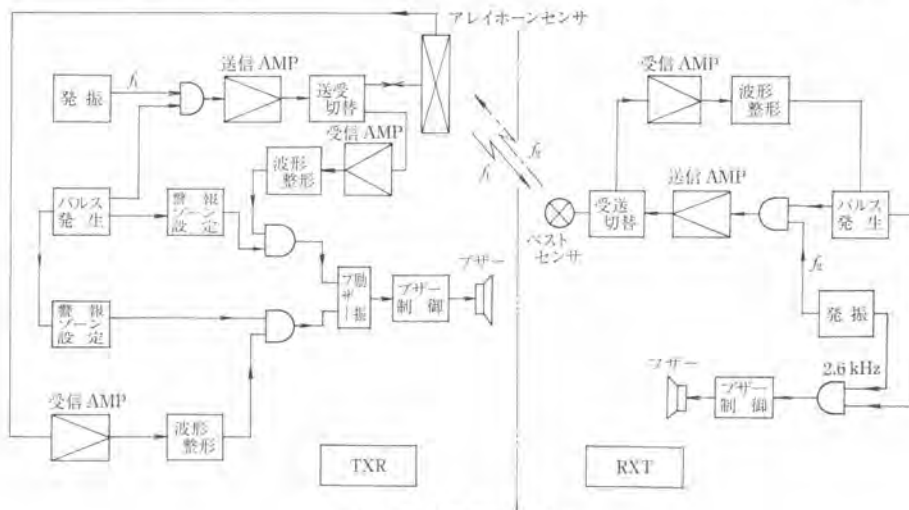 アレイホーンセンサ
送信AMP
発振
f₁
送受
切替
受信AMP
波形
整形
パルス
発生
警報
ゾーン
設定
ブザー
ブ励
ザ
ー振
ブザー
制御
警報
ゾーン
設定
受信AMP
波形
整形
TXR
f₁
f₂
受信AMP
波形
整形
送信AMP
受送
切替
ベスト
センサ
パルス
発生
f₂
発振
2.6 kHz
ブザー
ブザー
制御
RXT